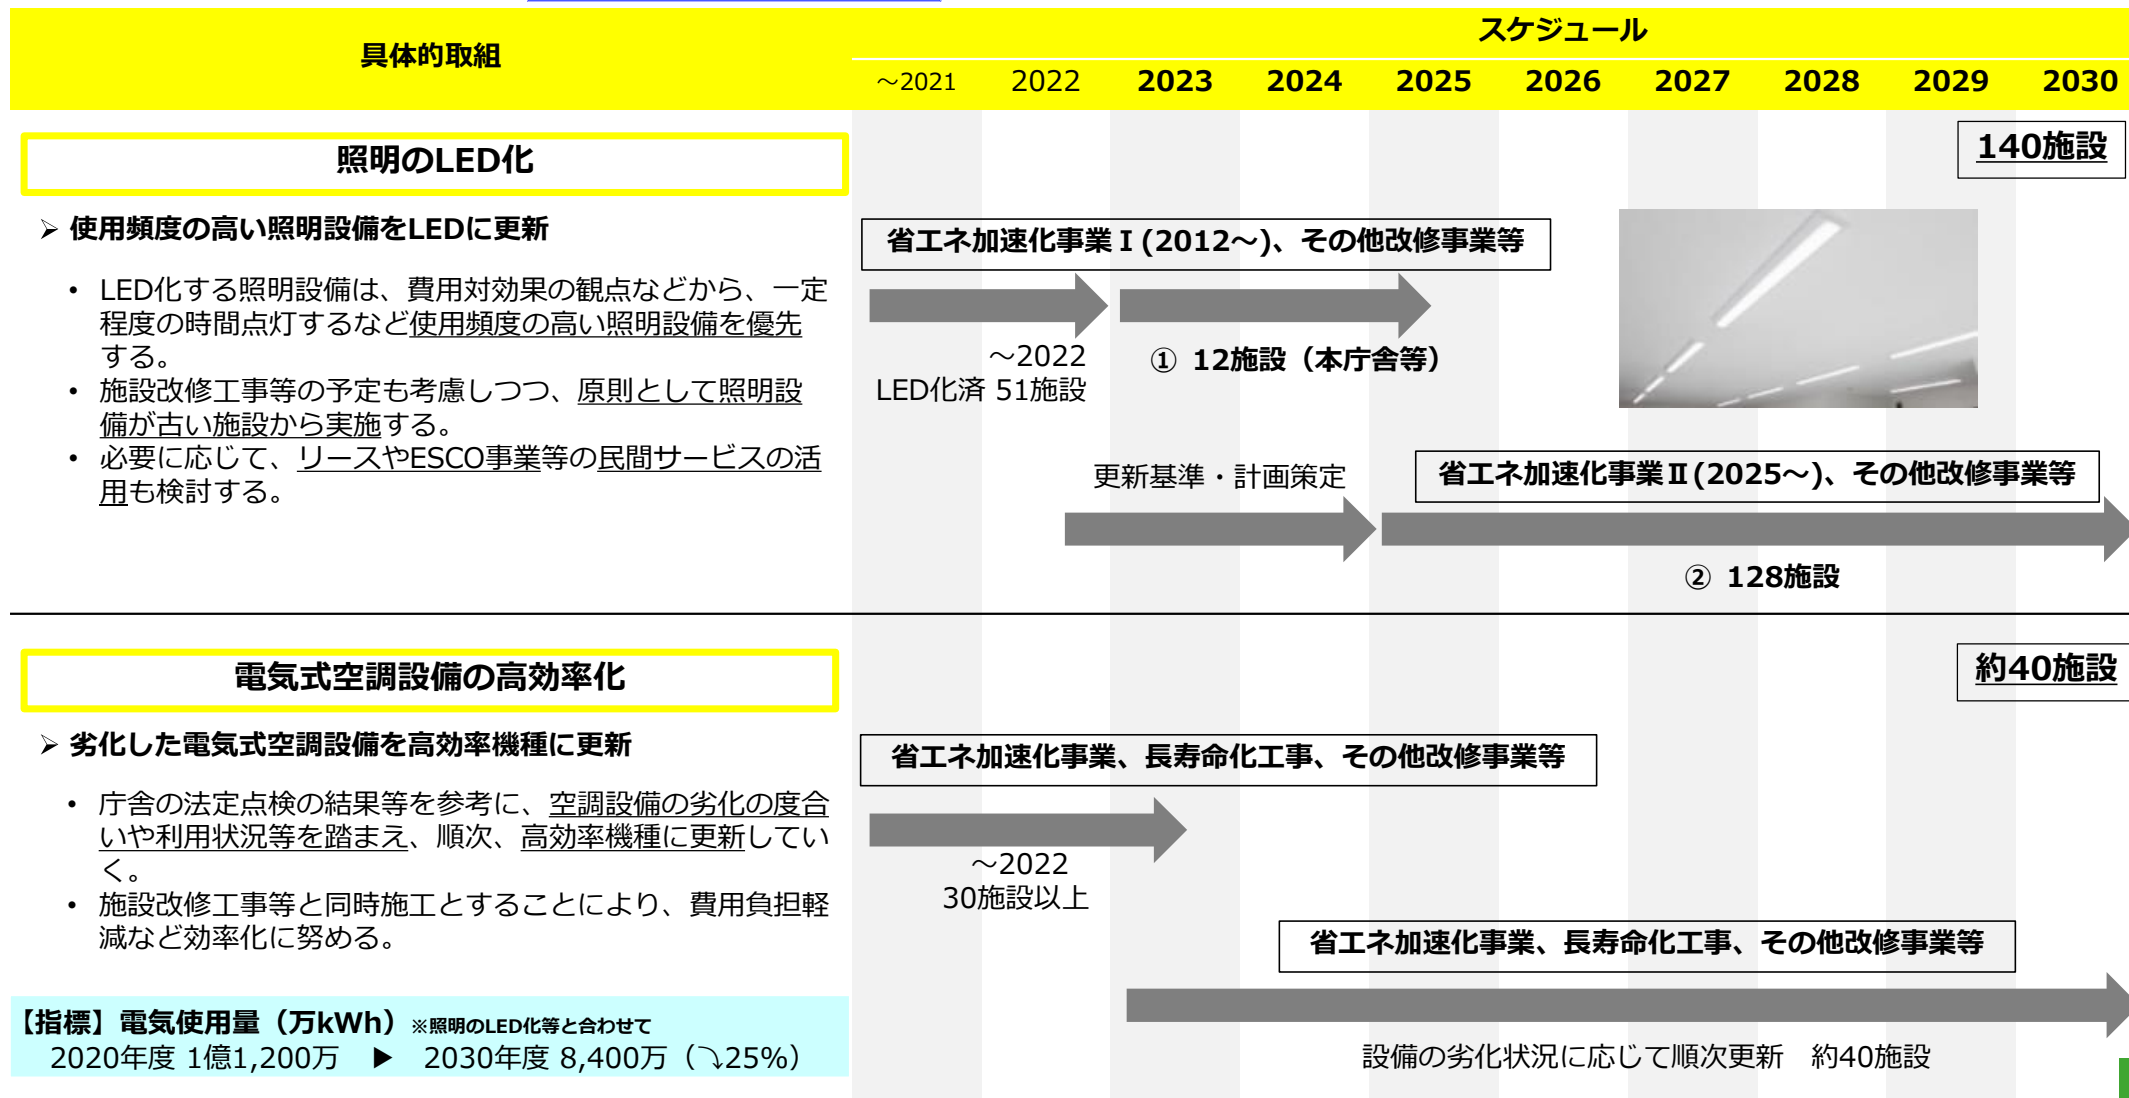 具体的取組
スケジュール
～2021 2022 2023 2024 2025 2026 2027 2028 2029 2030
照明のLED化
140施設
➢ 使用頻度の高い照明設備をLEDに更新
• LED化する照明設備は、費用対効果の観点などから、一定
程度の時間点灯するなど使用頻度の高い照明設備を優先
する。
• 施設改修工事等の予定も考慮しつつ、原則として照明設
備が古い施設から実施する。
• 必要に応じて、リースやESCO事業等の民間サービスの活
用も検討する。
省エネ加速化事業Ⅰ(2012～)、その他改修事業等
～2022
LED化済 51施設
① 12施設（本庁舎等）
更新基準・計画策定
省エネ加速化事業Ⅱ(2025～)、その他改修事業等
② 128施設
電気式空調設備の高効率化
約40施設
➢ 劣化した電気式空調設備を高効率機種に更新
• 庁舎の法定点検の結果等を参考に、空調設備の劣化の度合
いや利用状況等を踏まえ、順次、高効率機種に更新してい
く。
• 施設改修工事等と同時施工とすることにより、費用負担軽
減など効率化に努める。
省エネ加速化事業、長寿命化工事、その他改修事業等
～2022
30施設以上
省エネ加速化事業、長寿命化工事、その他改修事業等
設備の劣化状況に応じて順次更新　約40施設
【指標】電気使用量（万kWh）※照明のLED化等と合わせて
2020年度 1億1,200万 ▶ 2030年度 8,400万（⤵25%）